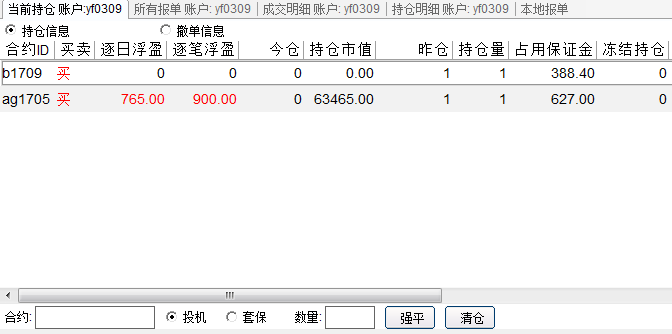 当前持仓 账户:yf0309 所有报单 账户: yf0309 成交明细 账户: yf0309 持仓明细 账户: yf0309 本地报单
持仓信息 撤单信息
合约ID 买卖 逐日浮盈 逐笔浮盈 今仓 持仓市值 昨仓 持仓量 占用保证金 冻结持仓
b1709 买 0 0 0 0.00 1 1 388.40 0
ag1705 买 765.00 900.00 0 63465.00 1 1 627.00 0
合约: 投机 套保 数量: 强平 清仓